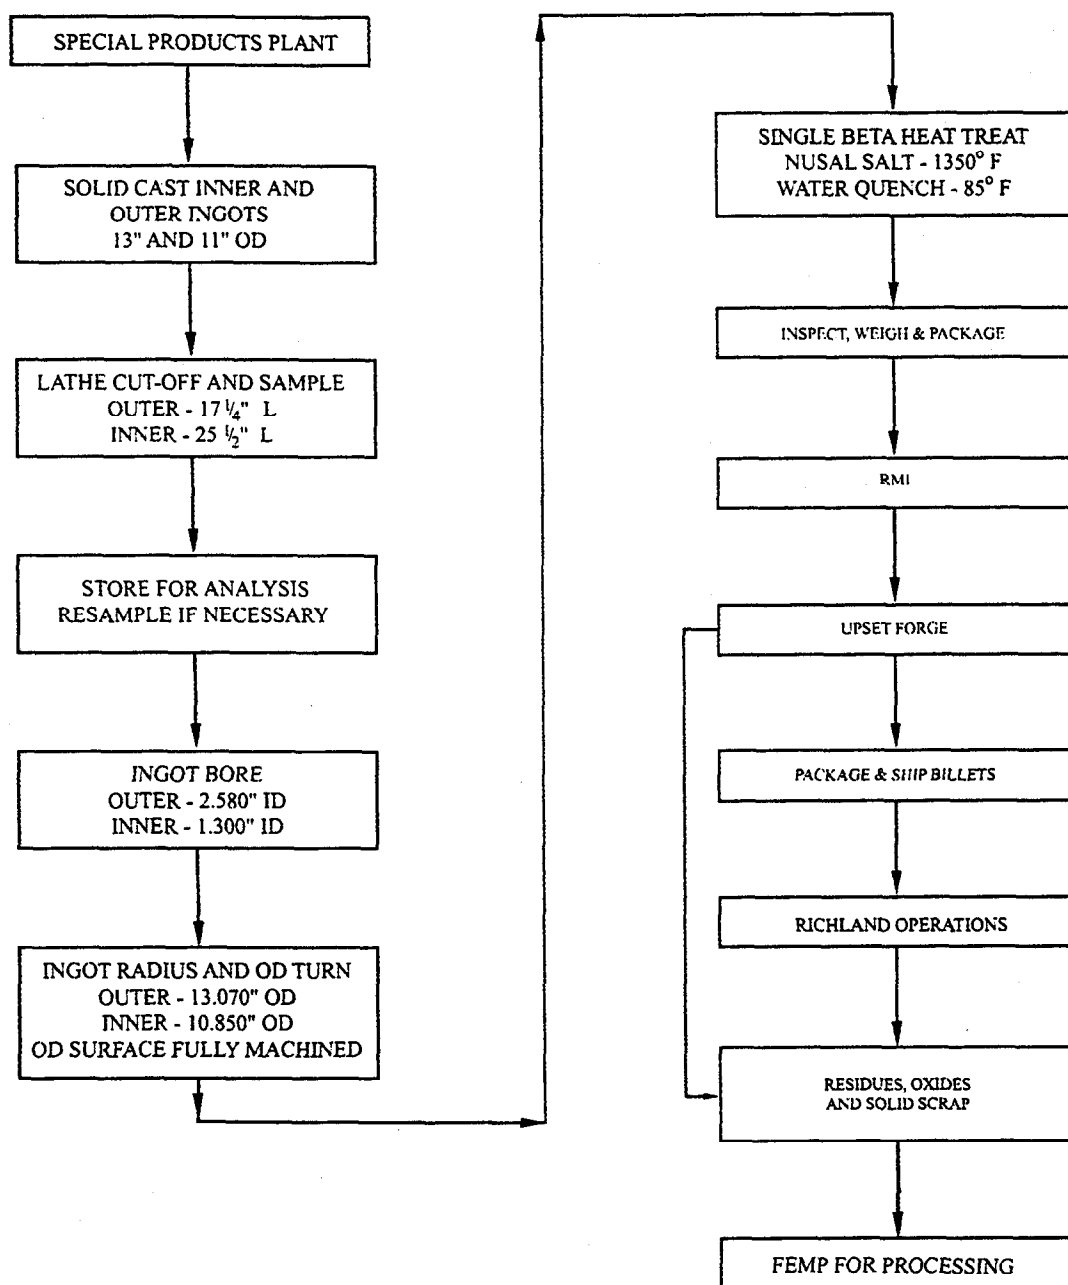 SPECIAL PRODUCTS PLANT
SOLID CAST INNER AND
OUTER INGOTS
13" AND 11" OD
LATHE CUT-OFF AND SAMPLE
OUTER - 17 1/4" L
INNER - 25 1/2" L
STORE FOR ANALYSIS
RESAMPLE IF NECESSARY
INGOT BORE
OUTER - 2.580" ID
INNER - 1.300" ID
INGOT RADIUS AND OD TURN
OUTER - 13.070" OD
INNER - 10.850" OD
OD SURFACE FULLY MACHINED
SINGLE BETA HEAT TREAT
NUSAL SALT - 1350° F
WATER QUENCH - 85° F
INSPECT, WEIGH & PACKAGE
RMI
UPSET FORGE
PACKAGE & SHIP BILLETS
RICHLAND OPERATIONS
RESIDUES, OXIDES
AND SOLID SCRAP
FEMP FOR PROCESSING